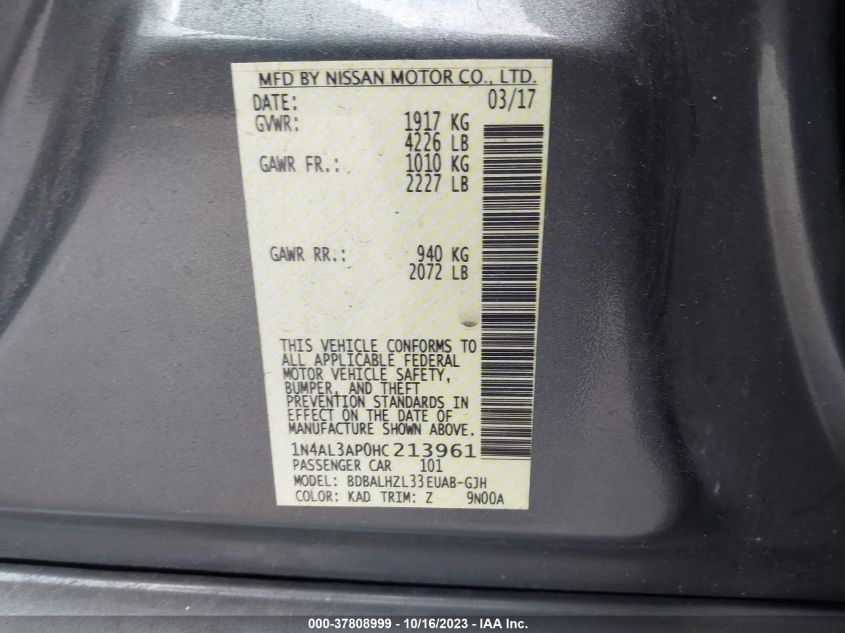 MFD BY NISSAN MOTOR CO., LTD.
DATE: 03/17
GVWR: 1917 KG
4226 LB
GAWR FR.: 1010 KG
2227 LB
GAWR RR.: 940 KG
2072 LB
THIS VEHICLE CONFORMS TO
ALL APPLICABLE FEDERAL
MOTOR VEHICLE SAFETY,
BUMPER, AND THEFT
PREVENTION STANDARDS IN
EFFECT ON THE DATE OF
MANUFACTURE SHOWN ABOVE.
1N4AL3AP0HC213961
PASSENGER CAR 101
MODEL: BDBALHZL33EUAB-GJH
COLOR: KAD TRIM: Z 9N00A
000-37808999 - 10/16/2023 - IAA Inc.